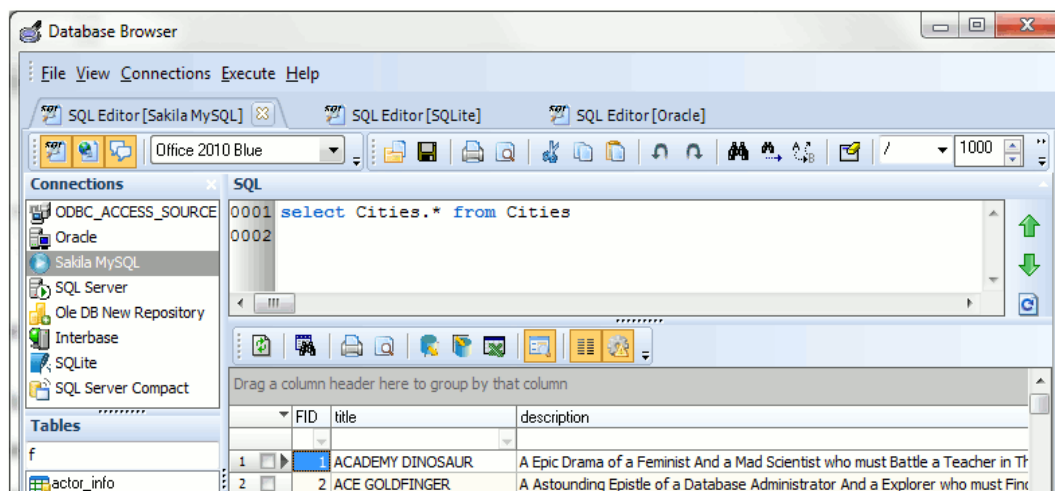 Database Browser
File View Connections Execute Help
SQL Editor [Sakila MySQL]
SQL Editor [SQLite]
SQL Editor [Oracle]
Office 2010 Blue
/
1000
Connections
SQL
ODBC_ACCESS_SOURCE
Oracle
Sakila MySQL
SQL Server
Ole DB New Repository
Interbase
SQLite
SQL Server Compact
0001 select Cities.* from Cities
0002
Drag a column header here to group by that column
Tables
f
actor_info
FID title description
1 1 ACADEMY DINOSAUR A Epic Drama of a Feminist And a Mad Scientist who must Battle a Teacher in Th
2 2 ACE GOLDFINGER A Astounding Epistle of a Database Administrator And a Explorer who must Find